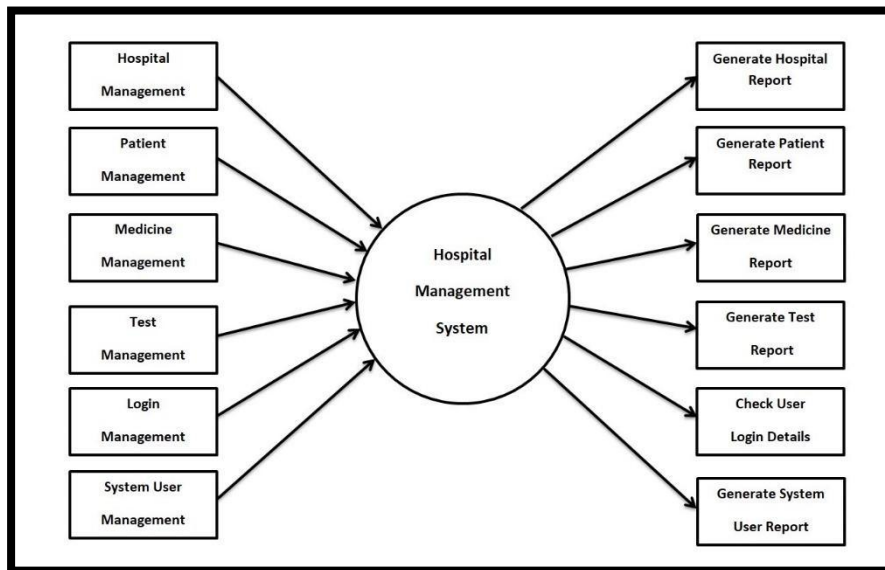 Hospital
Management
Patient
Management
Medicine
Management
Test
Management
Login
Management
System User
Management
Hospital
Management
System
Generate Hospital
Report
Generate Patient
Report
Generate Medicine
Report
Generate Test
Report
Check User
Login Details
Generate System
User Report